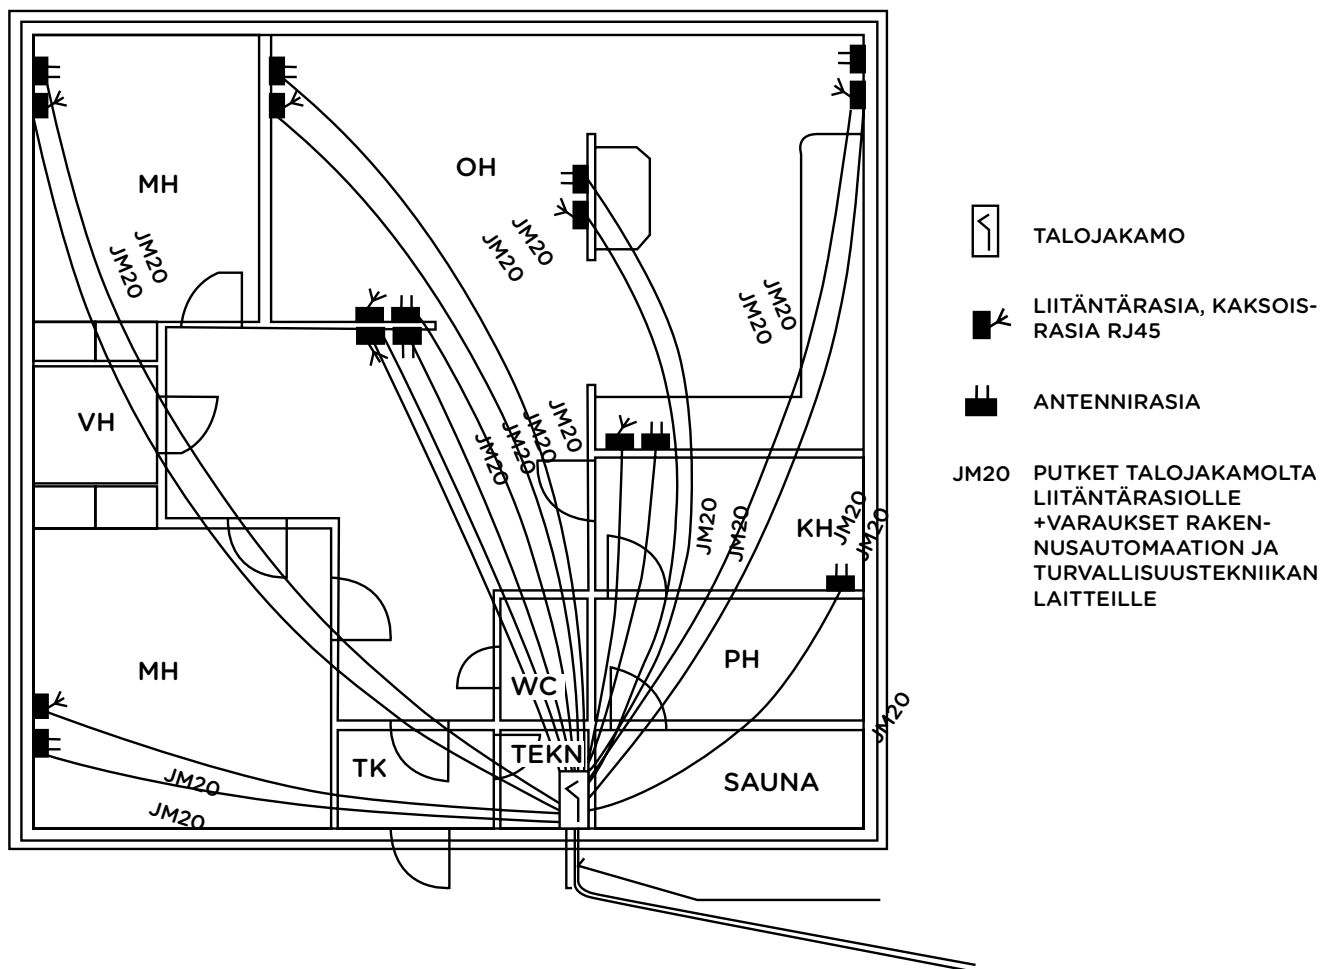 OH
MH
JM20
JM20
JM20
JM20
JM20
JM20
VH
JM20
JM20
JM20
JM20
JM20
JM20
KH
JM20
JM20
MH
PH
WC
JM20
TEKN
TK
SAUNA
JM20
JM20
TALOJAKAMO
LIITÄNTÄRASIA, KAKSOIS-
RASIA RJ45
ANTENNIRASIA
JM20 PUTKET TALOJAKAMOLTA
LIITÄNTÄRASIOLLE
+VARAUKSET RAKEN-
NUSAUTOMAATION JA
TURVALLISUUSTEKNIIKAN
LAITTEILLE